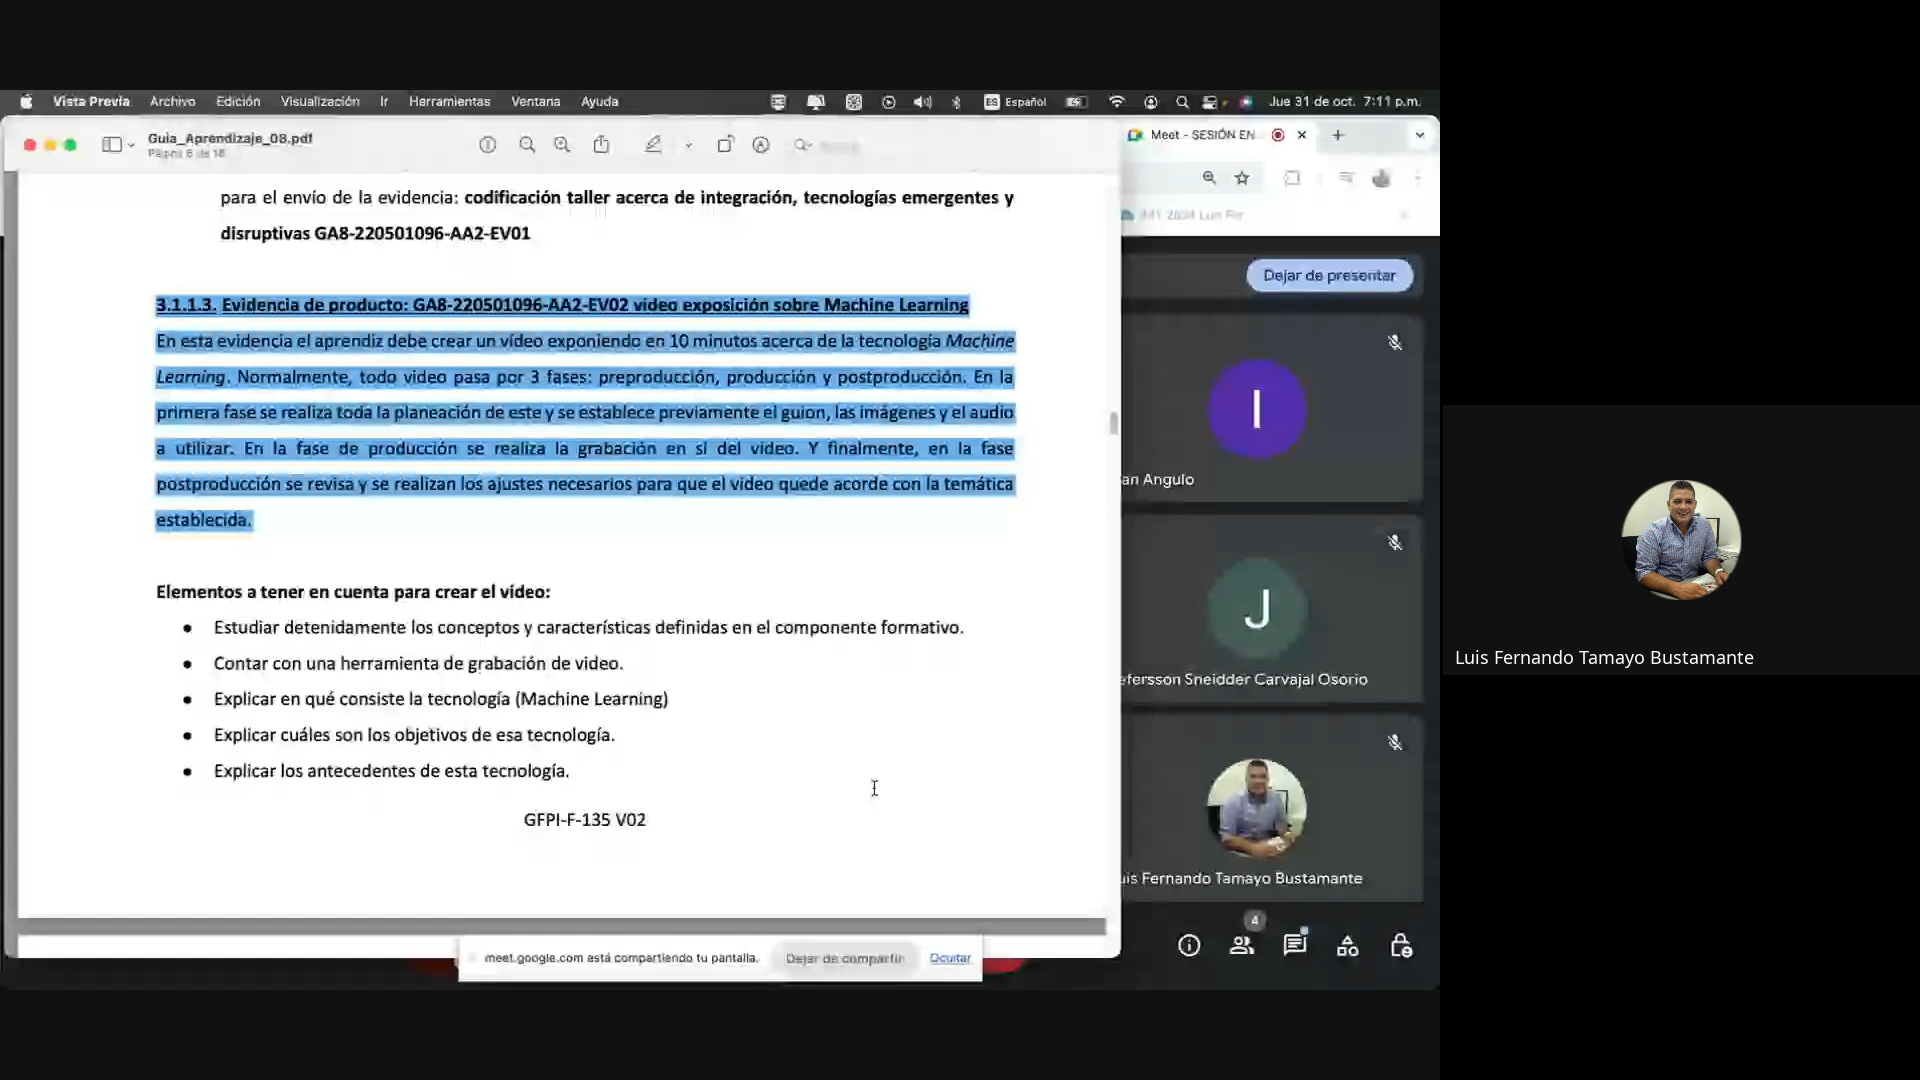 Vista Previa Archivo Edición Visualización Ir Herramientas Ventana Ayuda Español Jue 31 de oct. 7:11 p.m.
Guia_Aprendizaje_08.pdf
Meet - SESIÓN EN
Dejar de presentar
para el envío de la evidencia: codificación taller acerca de integración, tecnologías emergentes y
disruptivas GA8-220501096-AA2-EV01
3.1.1.3. Evidencia de producto: GA8-220501096-AA2-EV02 video exposición sobre Machine Learning
En esta evidencia el aprendiz debe crear un vídeo exponiendo en 10 minutos acerca de la tecnología Machine
Learning. Normalmente, todo video pasa por 3 fases: preproducción, producción y postproducción. En la
primera fase se realiza toda la planeación de este y se establece previamente el guion, las imágenes y el audio
a utilizar. En la fase de producción se realiza la grabación en sí del video. Y finalmente, en la fase
postproducción se revisa y se realizan los ajustes necesarios para que el video quede acorde con la temática
establecida.
Elementos a tener en cuenta para crear el vídeo:
• Estudiar detenidamente los conceptos y características definidas en el componente formativo.
• Contar con una herramienta de grabación de video.
• Explicar en qué consiste la tecnología (Machine Learning)
• Explicar cuáles son los objetivos de esa tecnología.
• Explicar los antecedentes de esta tecnología.
GFPI-F-135 V02
I
an Angulo
J
efersson Sneidder Carvajal Osorio
uis Fernando Tamayo Bustamante
4
meet.google.com está compartiendo tu pantalla. Dejar de compartir Ocultar
Luis Fernando Tamayo Bustamante